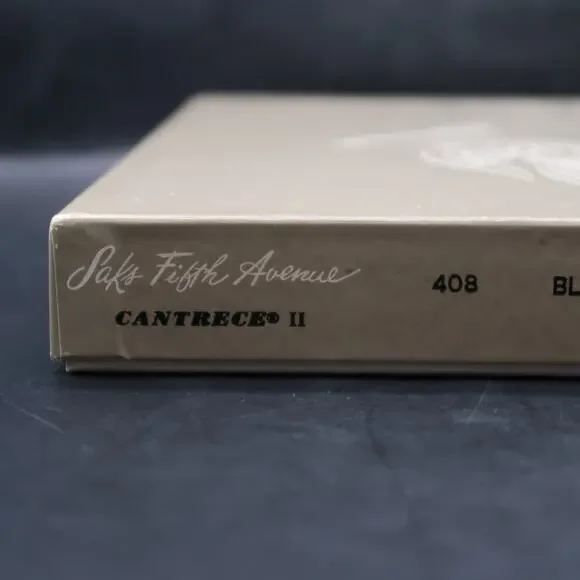 Saks Fifth Avenue 408 BL
CANTRECE® II